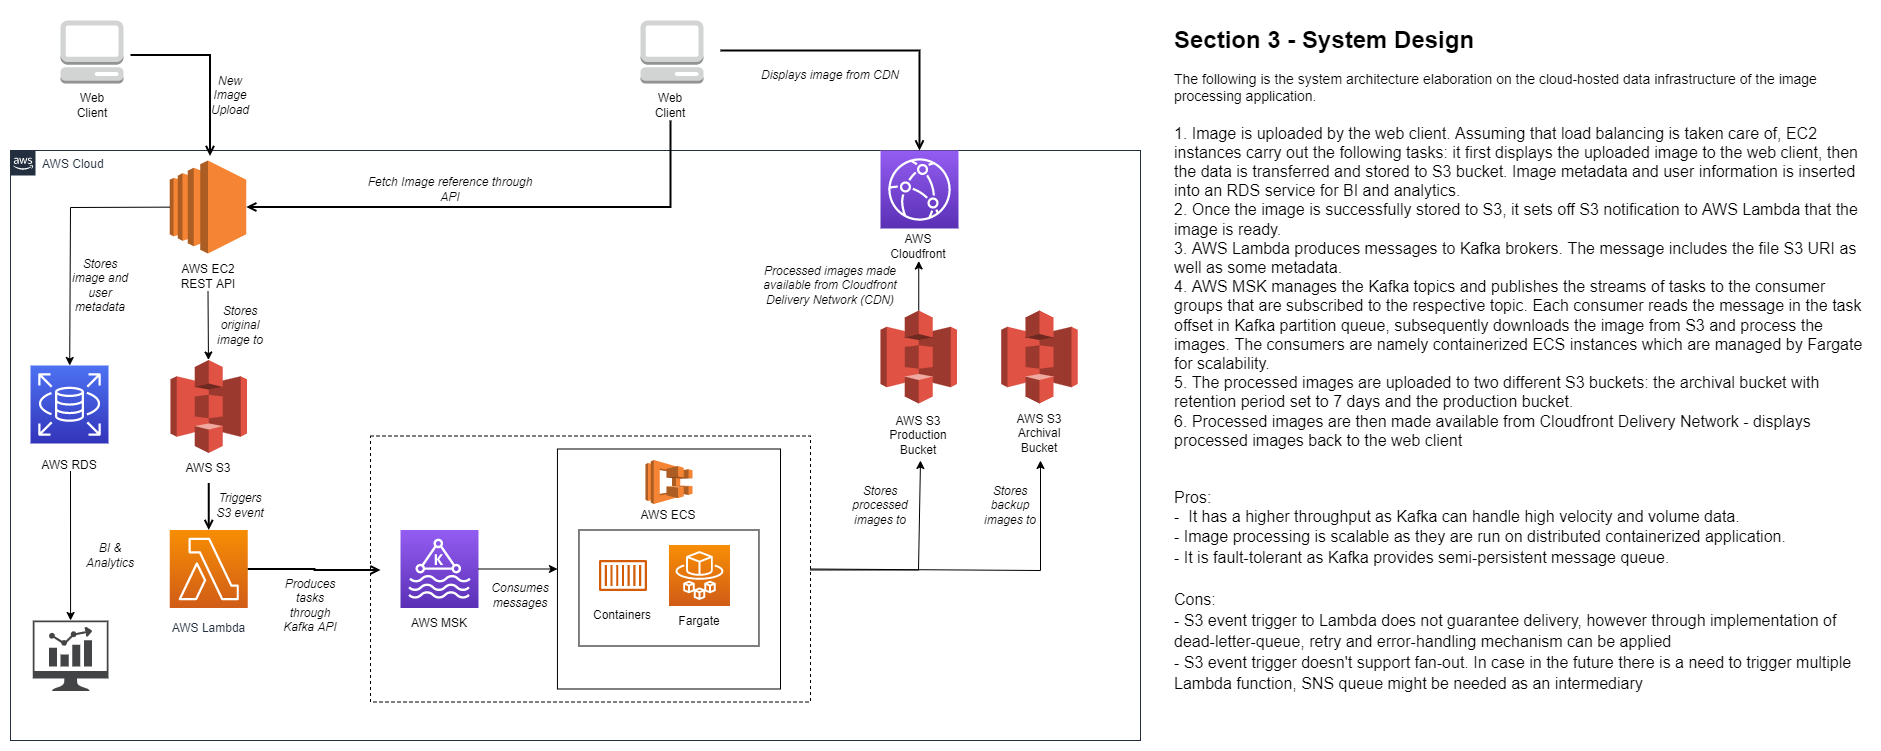 Web
Client
New
Image
Upload
Web
Client
Displays image from CDN
aws
AWS Cloud
Fetch Image reference through
API
AWS EC2
REST API
Stores
image and
user
metadata
Stores
original
image to
AWS
Cloudfront
Processed images made
available from Cloudfront
Delivery Network (CDN)
AWS RDS
AWS S3
AWS S3
Production
Bucket
AWS S3
Archival
Bucket
Triggers
S3 event
Stores
processed
images to
Stores
backup
images to
BI &
Analytics
AWS Lambda
Produces
tasks
through
Kafka API
K
AWS MSK
Consumes
messages
AWS ECS
Containers
Fargate
Section 3 - System Design
The following is the system architecture elaboration on the cloud-hosted data infrastructure of the image
processing application.
1. Image is uploaded by the web client. Assuming that load balancing is taken care of, EC2
instances carry out the following tasks: it first displays the uploaded image to the web client, then
the data is transferred and stored to S3 bucket. Image metadata and user information is inserted
into an RDS service for BI and analytics.
2. Once the image is successfully stored to S3, it sets off S3 notification to AWS Lambda that the
image is ready.
3. AWS Lambda produces messages to Kafka brokers. The message includes the file S3 URI as
well as some metadata.
4. AWS MSK manages the Kafka topics and publishes the streams of tasks to the consumer
groups that are subscribed to the respective topic. Each consumer reads the message in the task
offset in Kafka partition queue, subsequently downloads the image from S3 and process the
images. The consumers are namely containerized ECS instances which are managed by Fargate
for scalability.
5. The processed images are uploaded to two different S3 buckets: the archival bucket with
retention period set to 7 days and the production bucket.
6. Processed images are then made available from Cloudfront Delivery Network - displays
processed images back to the web client
Pros:
- It has a higher throughput as Kafka can handle high velocity and volume data.
- Image processing is scalable as they are run on distributed containerized application.
- It is fault-tolerant as Kafka provides semi-persistent message queue.
Cons:
- S3 event trigger to Lambda does not guarantee delivery, however through implementation of
dead-letter-queue, retry and error-handling mechanism can be applied
- S3 event trigger doesn't support fan-out. In case in the future there is a need to trigger multiple
Lambda function, SNS queue might be needed as an intermediary